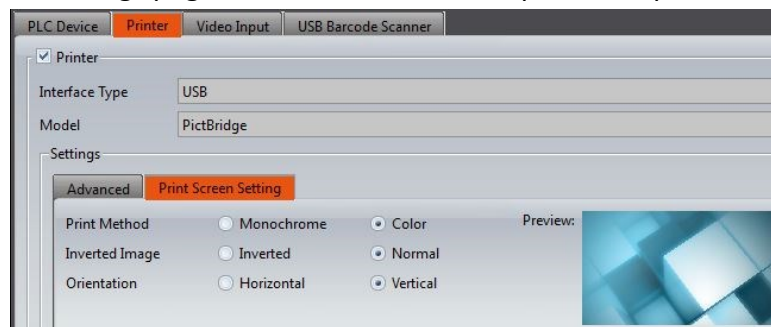 PLC Device Printer Video Input USB Barcode Scanner
Printer
Interface Type USB
Model PictBridge
Settings
Advanced Print Screen Setting
Print Method Monochrome Color Preview:
Inverted Image Inverted Normal
Orientation Horizontal Vertical